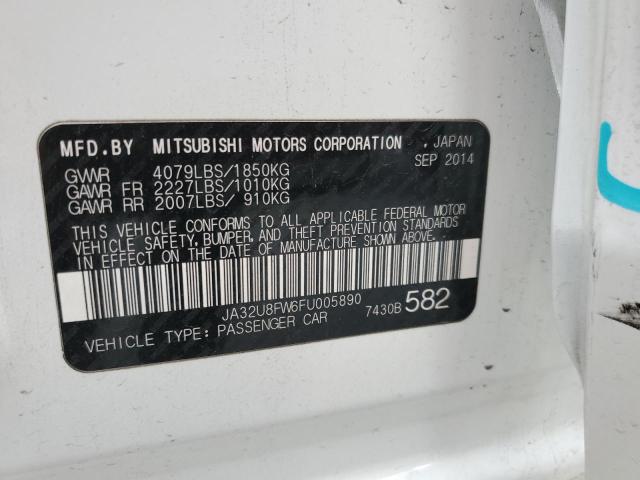 MFD.BY MITSUBISHI MOTORS CORPORATION , JAPAN
SEP 2014
GVWR 4079LBS/1850KG
GAWR FR 2227LBS/1010KG
GAWR RR 2007LBS/ 910KG
THIS VEHICLE CONFORMS TO ALL APPLICABLE FEDERAL MOTOR
VEHICLE SAFETY, BUMPER, AND THEFT PREVENTION STANDARDS
IN EFFECT ON THE DATE OF MANUFACTURE SHOWN ABOVE.
JA32U8FW6FU005890
7430B 582
VEHICLE TYPE: PASSENGER CAR